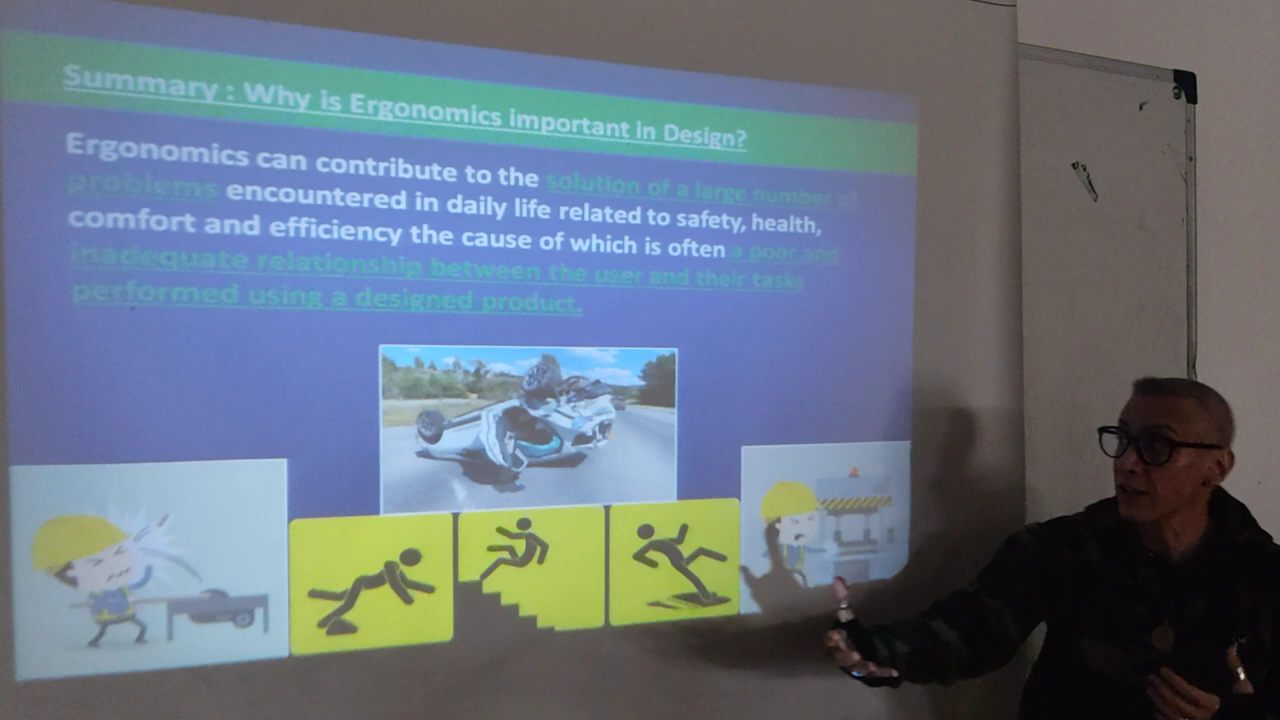 Summary : Why is Ergonomics important in Design?
Ergonomics can contribute to the solution of a large number of
problems encountered in daily life related to safety, health,
comfort and efficiency the cause of which is often a poor and
inadequate relationship between the user and their tasks
performed using a designed product.